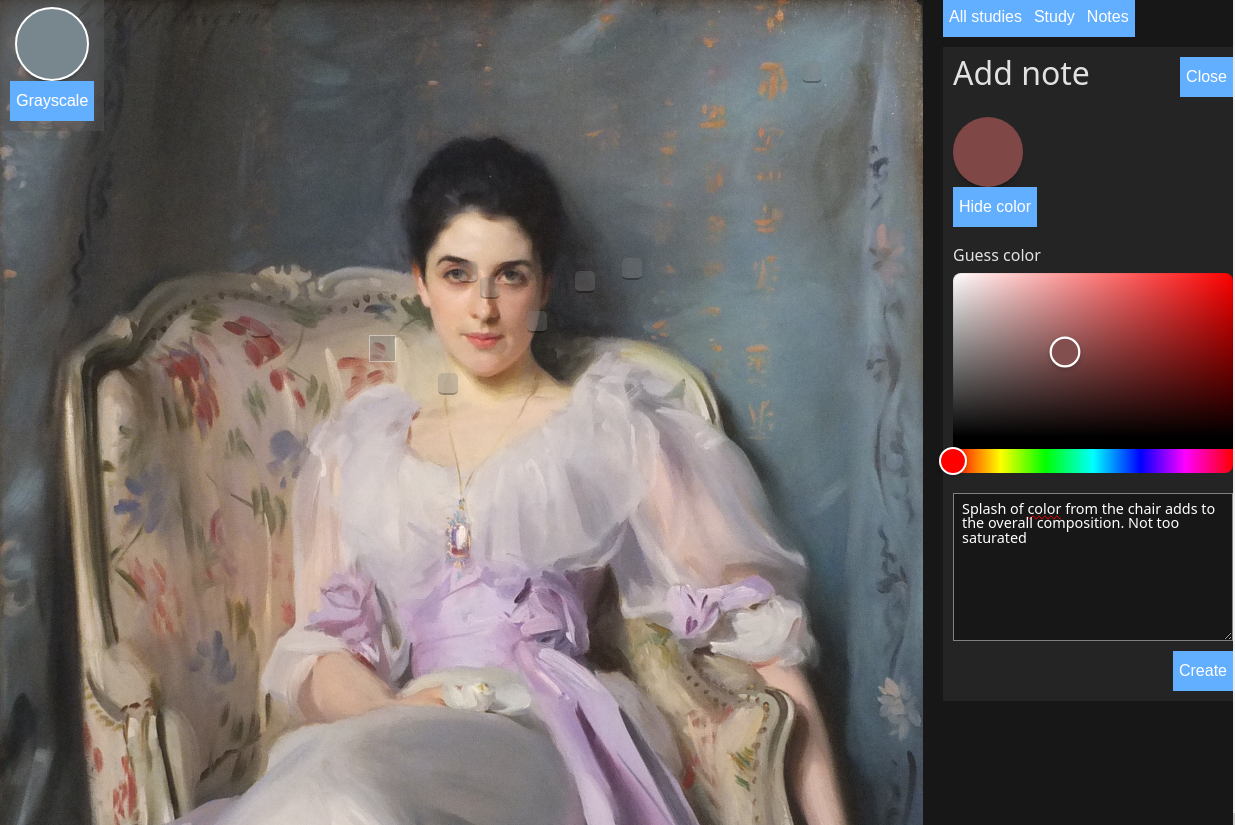 Grayscale
All studies Study Notes
Add note
Close
Hide color
Guess color
Splash of color from the chair adds to
the overall composition. Not too
saturated
Create